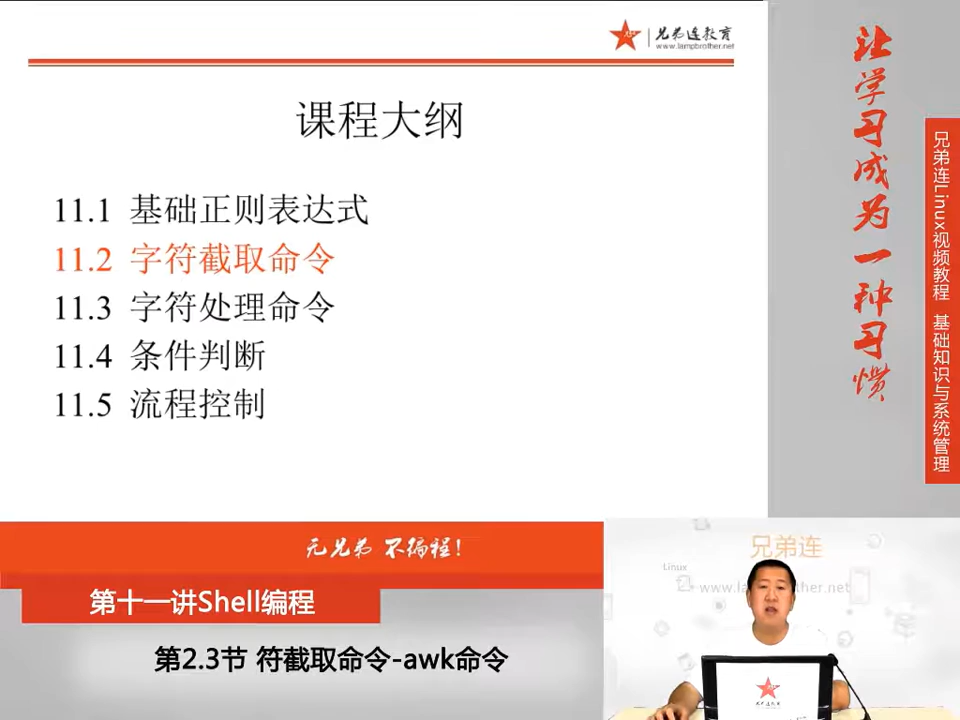 兄弟连教育
www.lampbrother.net
课程大纲
11.1 基础正则表达式
11.2 字符截取命令
11.3 字符处理命令
11.4 条件判断
11.5 流程控制
让学习成为一种习惯
兄弟连Linux视频教程 基础知识与系统管理
无兄弟 不编程!
第十一讲Shell编程
第2.3节 符截取命令-awk命令
兄弟连
Linux